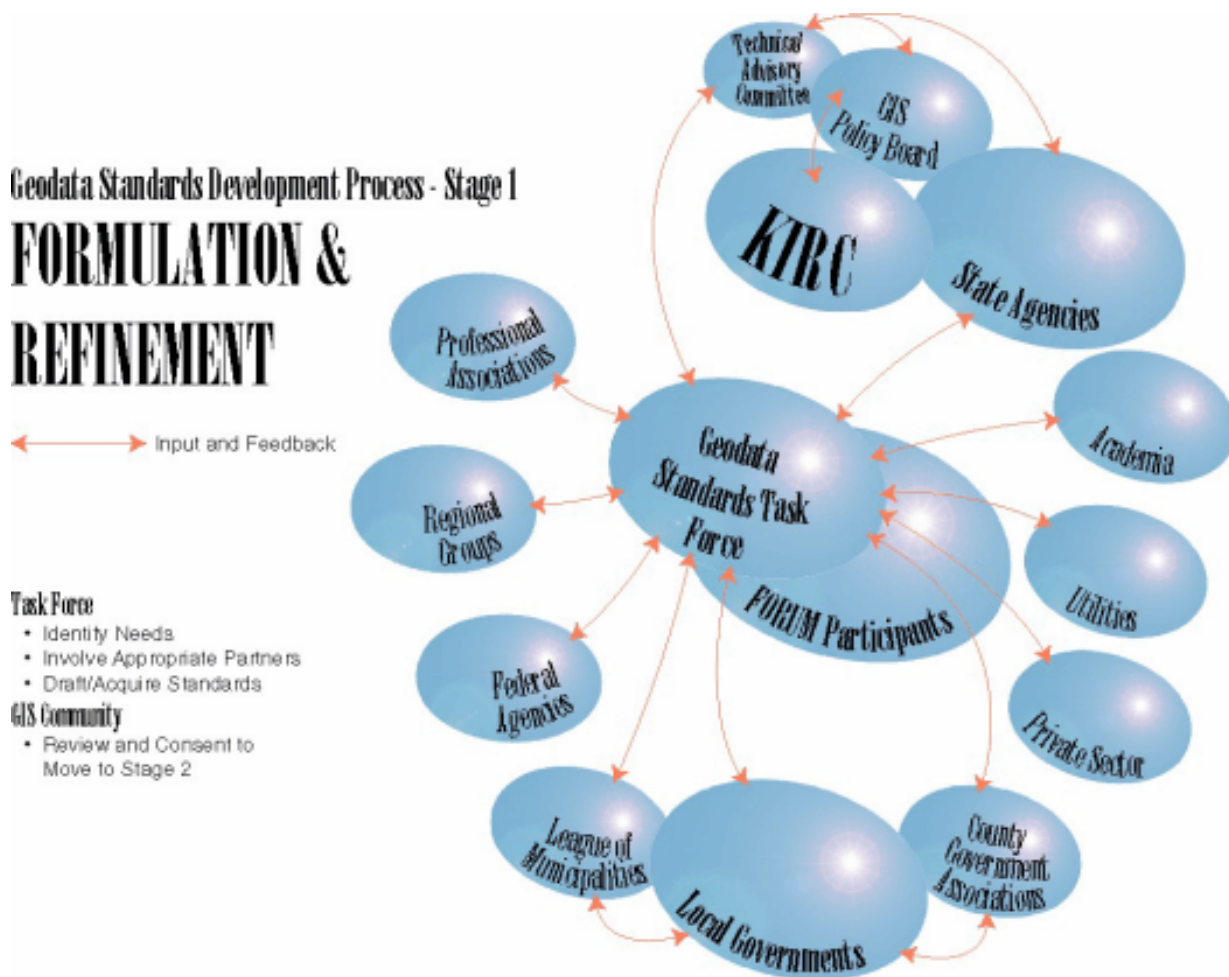 Geodata Standards Development Process - Stage 1
FORMULATION &
REFINEMENT
Input and Feedback
Task Force
• Identify Needs
• Involve Appropriate Partners
• Draft/Acquire Standards
GIS Community
• Review and Consent to
Move to Stage 2
Technical
Advisory
Committee
GIS
Policy Board
KIRC
State Agencies
Professional
Associations
Geodata
Standards Task
Force
FORUM Participants
Academia
Regional
Groups
Utilities
Federal
Agencies
Private Sector
League of
Municipalities
Local Governments
County
Government
Associations